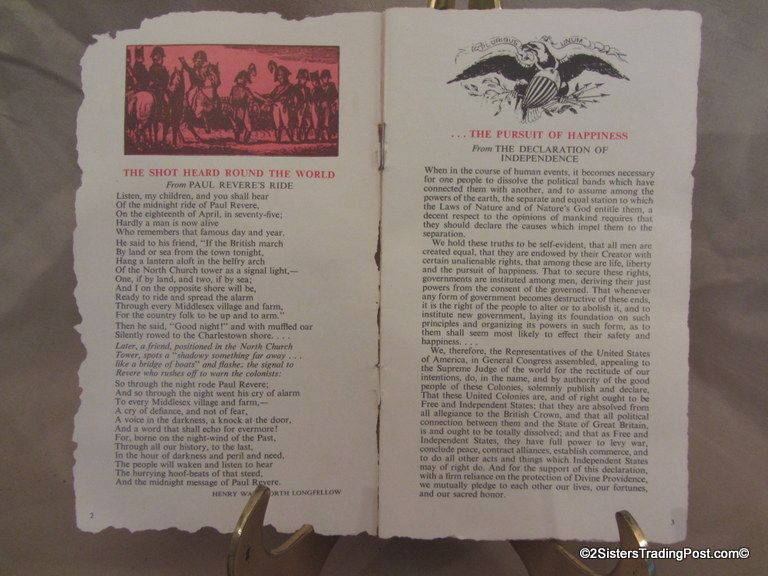 THE SHOT HEARD ROUND THE WORLD
From PAUL REVERE'S RIDE
Listen, my children, and you shall hear
Of the midnight ride of Paul Revere,
On the eighteenth of April, in seventy-five;
Hardly a man is now alive
Who remembers that famous day and year.
He said to his friend, "If the British march
By land or sea from the town tonight,
Hang a lantern aloft in the belfry arch
Of the North Church tower as a signal light,—
One, if by land, and two, if by sea;
And I on the opposite shore will be,
Ready to ride and spread the alarm
Through every Middlesex village and farm,
For the country folk to be up and to arm."
Then he said, "Good night!" and with muffled oar
Silently rowed to the Charlestown shore. . . .
Later, a friend, positioned in the North Church
Tower, spots a "shadowy something far away . . .
like a bridge of boats" and flashes the signal to
Revere who rushes off to warn the colonists:
So through the night rode Paul Revere;
And so through the night went his cry of alarm
To every Middlesex village and farm,—
A cry of defiance, and not of fear,
A voice in the darkness, a knock at the door,
And a word that shall echo for evermore!
For, borne on the night-wind of the Past,
Through all our history, to the last,
In the hour of darkness and peril and need,
The people will waken and listen to hear
The hurrying hoof-beats of that steed,
And the midnight message of Paul Revere.
HENRY WADSWORTH LONGFELLOW
2
E PLURIBUS UNUM
. . . THE PURSUIT OF HAPPINESS
From THE DECLARATION OF
INDEPENDENCE
When in the course of human events, it becomes necessary
for one people to dissolve the political bands which have
connected them with another, and to assume among the
powers of the earth, the separate and equal station to which
the Laws of Nature and of Nature's God entitle them, a
decent respect to the opinions of mankind requires that
they should declare the causes which impel them to the
separation.
We hold these truths to be self-evident, that all men are
created equal, that they are endowed by their Creator with
certain unalienable rights, that among these are life, liberty
and the pursuit of happiness. That to secure these rights,
governments are instituted among men, deriving their just
powers from the consent of the governed. That whenever
any form of government becomes destructive of these ends,
it is the right of the people to alter or to abolish it, and to
institute new government, laying its foundation on such
principles and organizing its powers in such form, as to
them shall seem most likely to effect their safety and
happiness. . . .
We, therefore, the Representatives of the United States
of America, in General Congress assembled, appealing to
the Supreme Judge of the world for the rectitude of our
intentions, do, in the name, and by authority of the good
people of these Colonies, solemnly publish and declare,
That these United Colonies are, and of right ought to be
Free and Independent States; that they are absolved from
all allegiance to the British Crown, and that all political
connection between them and the State of Great Britain,
is and ought to be totally dissolved; and that as Free and
Independent States, they have full power to levy war,
conclude peace, contract alliances, establish commerce, and
to do all other acts and things which Independent States
may of right do. And for the support of this declaration,
with a firm reliance on the protection of Divine Providence,
we mutually pledge to each other our lives, our fortunes,
and our sacred honor.
3
©2SistersTradingPost.com©